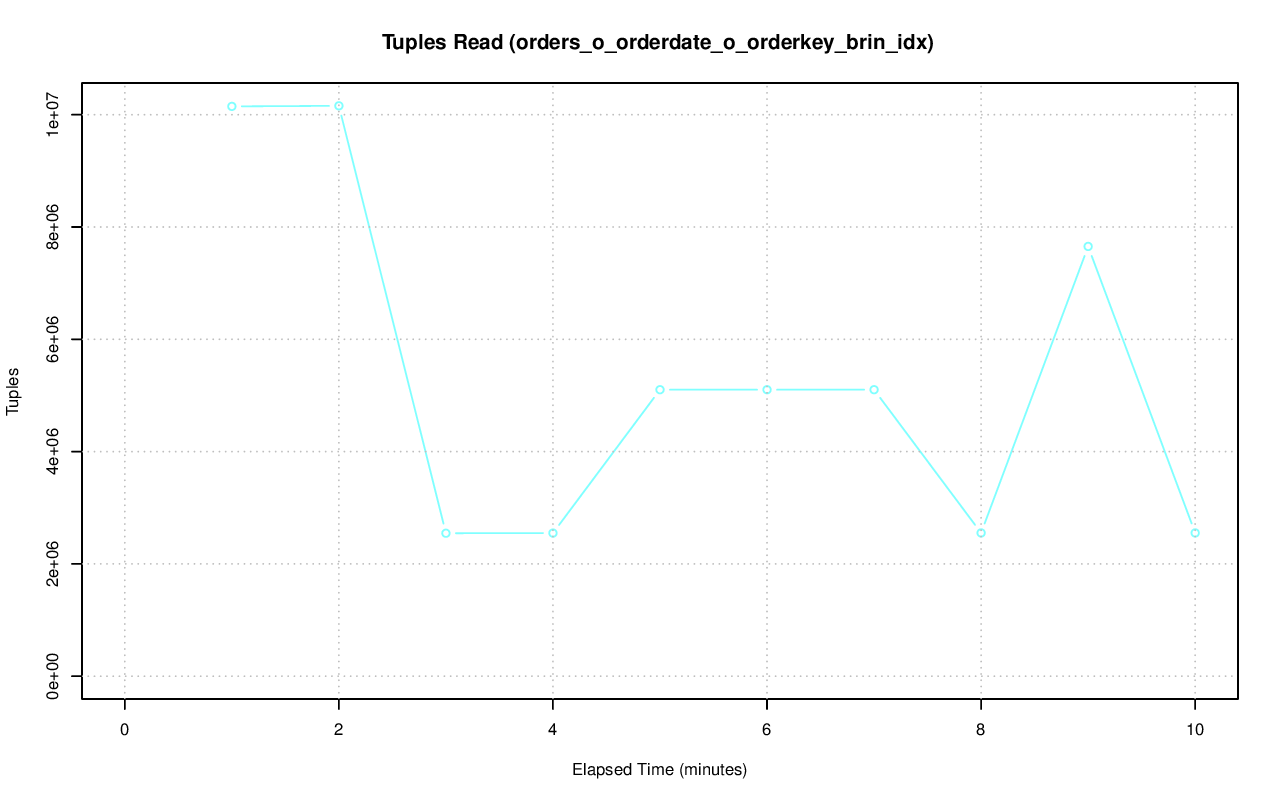 Tuples Read (orders_o_orderdate_o_orderkey_brin_idx)
1e+07
8e+06
6e+06
4e+06
2e+06
0e+00
Tuples
0 2 4 6 8 10
Elapsed Time (minutes)